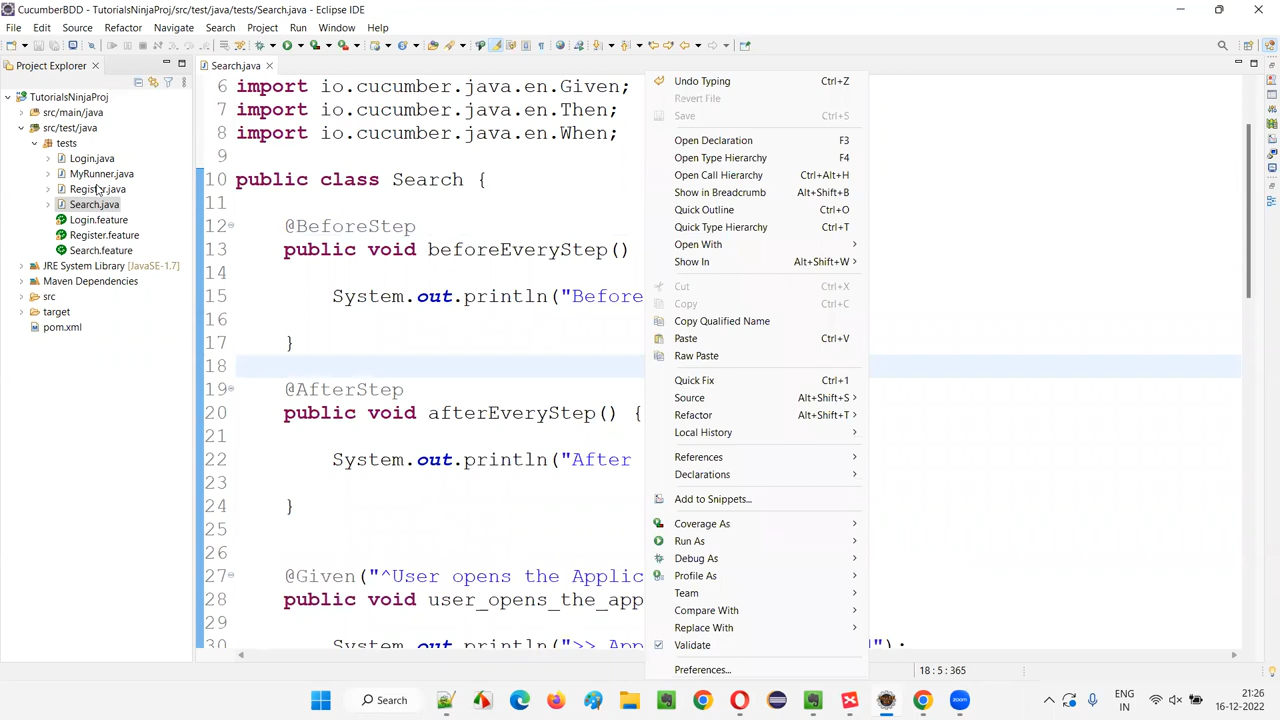 CucumberBDD - TutorialsNinjaProj/src/test/java/tests/Search.java - Eclipse IDE
File Edit Source Refactor Navigate Search Project Run Window Help
Project Explorer
Search.java
TutorialsNinjaProj
src/main/java
src/test/java
tests
Login.java
MyRunner.java
Register.java
Search.java
Login.feature
Register.feature
Search.feature
JRE System Library [JavaSE-1.7]
Maven Dependencies
src
target
pom.xml
6 import io.cucumber.java.en.Given;
7 import io.cucumber.java.en.Then;
8 import io.cucumber.java.en.When;
9
10 public class Search {
11
12 @BeforeStep
13 public void beforeEveryStep()
14
15 System.out.println("Before
16
17 }
18
19 @AfterStep
20 public void afterEveryStep() {
21
22 System.out.println("After
23
24 }
25
26
27 @Given("^User opens the Applic
28 public void user_opens_the_app
29
30 System.out.println(">> App
");
Undo Typing Ctrl+Z
Revert File
Save Ctrl+S
Open Declaration F3
Open Type Hierarchy F4
Open Call Hierarchy Ctrl+Alt+H
Show in Breadcrumb Alt+Shift+B
Quick Outline Ctrl+O
Quick Type Hierarchy Ctrl+T
Open With
Show In Alt+Shift+W
Cut Ctrl+X
Copy Ctrl+C
Copy Qualified Name
Paste Ctrl+V
Raw Paste
Quick Fix Ctrl+1
Source Alt+Shift+S
Refactor Alt+Shift+T
Local History
References
Declarations
Add to Snippets...
Coverage As
Run As
Debug As
Profile As
Team
Compare With
Replace With
Validate
Preferences...
18 : 5 : 365
Search
ENG
IN
21:26
16-12-2022